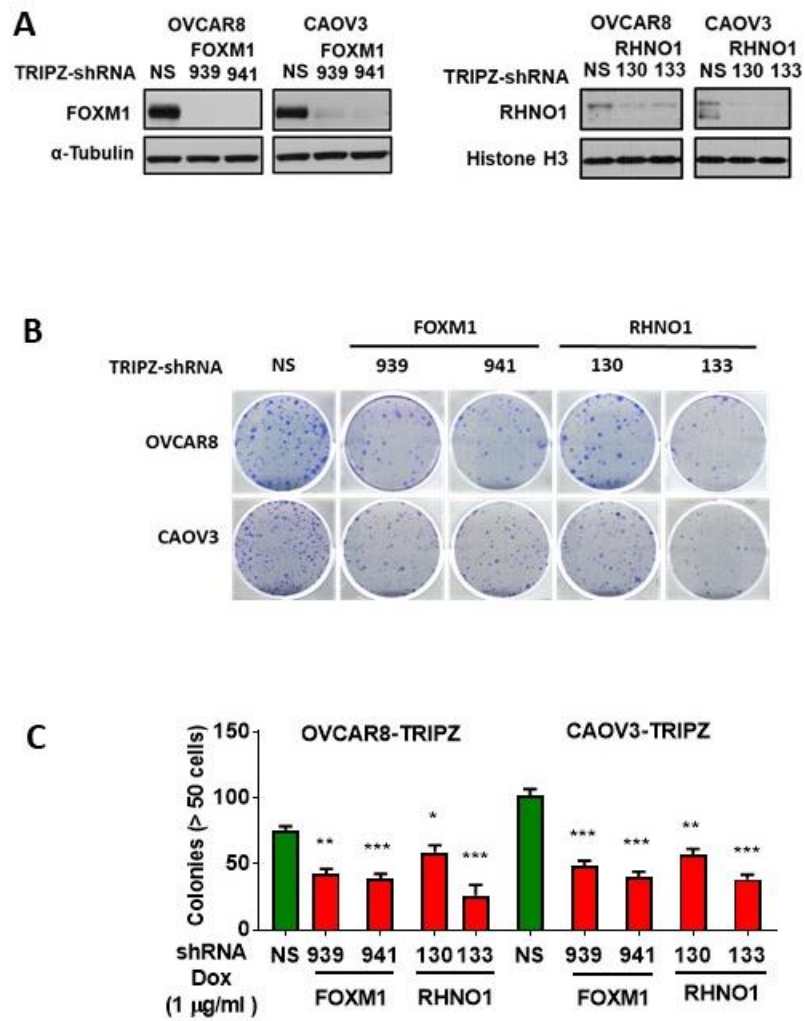 A
OVCAR8 CAOV3
FOXM1 FOXM1
TRIPZ-shRNA NS 939 941 NS 939 941
FOXM1
α-Tubulin
OVCAR8 CAOV3
RHNO1 RHNO1
TRIPZ-shRNA NS 130 133 NS 130 133
RHNO1
Histone H3
B
FOXM1 RHNO1
TRIPZ-shRNA NS 939 941 130 133
OVCAR8
CAOV3
C
Colonies (> 50 cells)
150
100
50
0
OVCAR8-TRIPZ CAOV3-TRIPZ
** *** * *** *** *** ** ***
shRNA NS 939 941 130 133 NS 939 941 130 133
Dox
(1 µg/ml )
FOXM1 RHNO1 FOXM1 RHNO1